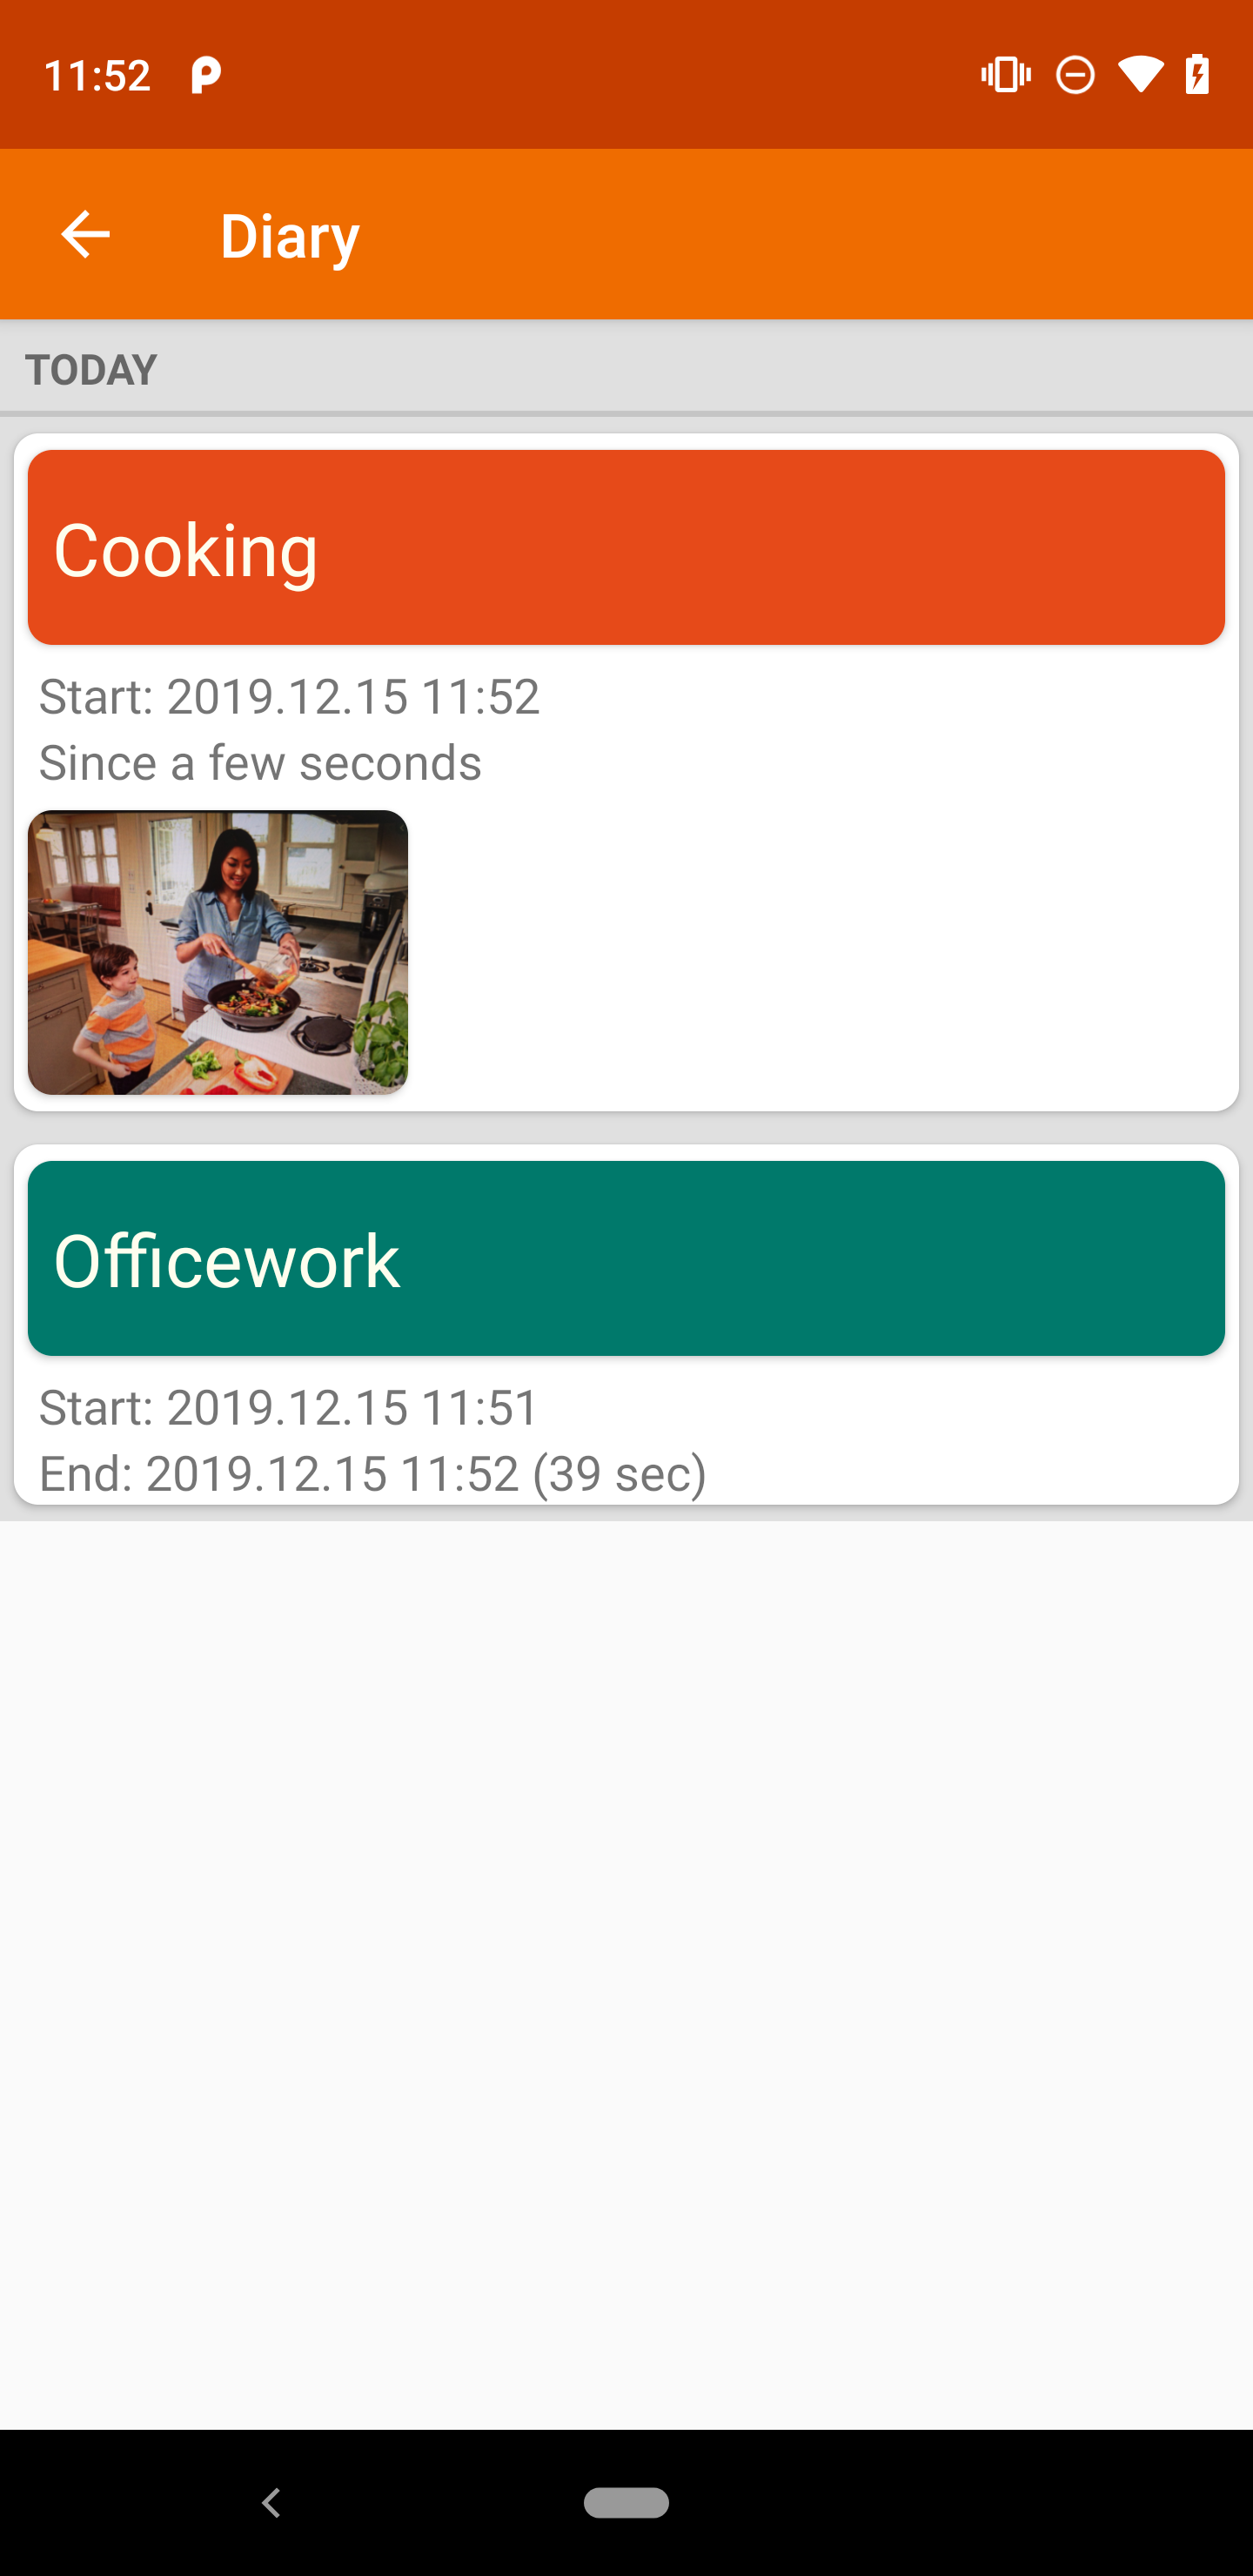 11:52
Diary
TODAY
Cooking
Start: 2019.12.15 11:52
Since a few seconds
Officework
Start: 2019.12.15 11:51
End: 2019.12.15 11:52 (39 sec)